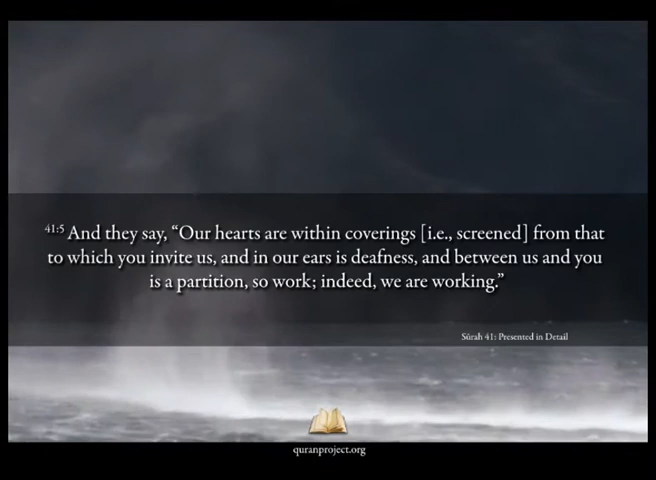 41:5 And they say, “Our hearts are within coverings [i.e., screened] from that
to which you invite us, and in our ears is deafness, and between us and you
is a partition, so work; indeed, we are working.”
Sūrah 41: Presented in Detail
quranproject.org